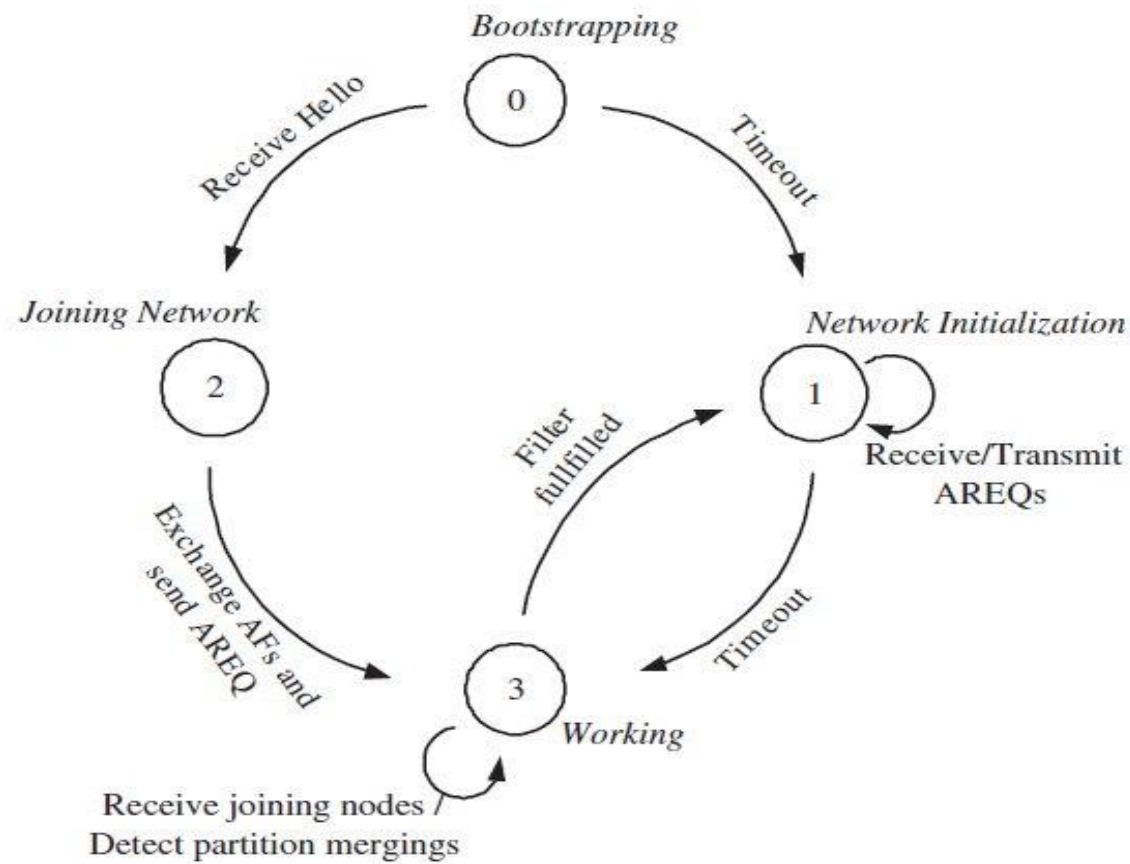 Bootstrapping
0
Receive Hello
Timeout
Joining Network
2
Network Initialization
1
Receive/Transmit
AREQs
Filter
fullfilled
Exchange AFs and
send AREQ
Timeout
3
Working
Receive joining nodes /
Detect partition mergings